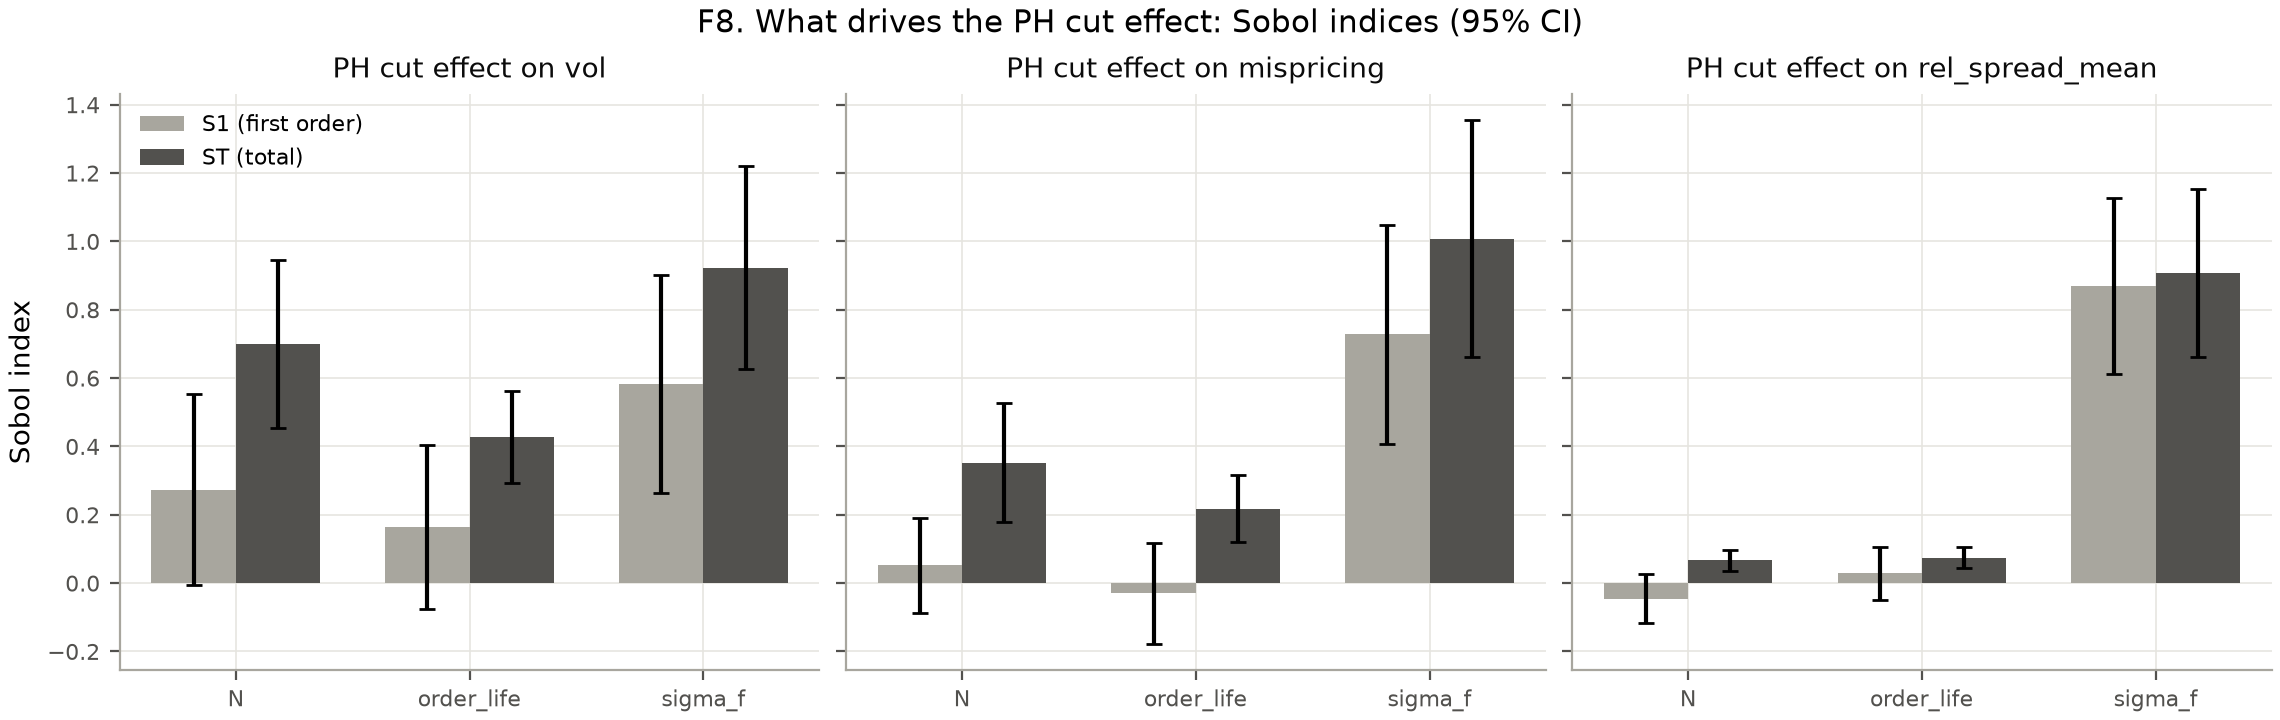 F8. What drives the PH cut effect: Sobol indices (95% CI)
PH cut effect on vol
PH cut effect on mispricing
PH cut effect on rel_spread_mean
S1 (first order)
ST (total)
Sobol index
1.4
1.2
1.0
0.8
0.6
0.4
0.2
0.0
−0.2
N order_life sigma_f
N order_life sigma_f
N order_life sigma_f